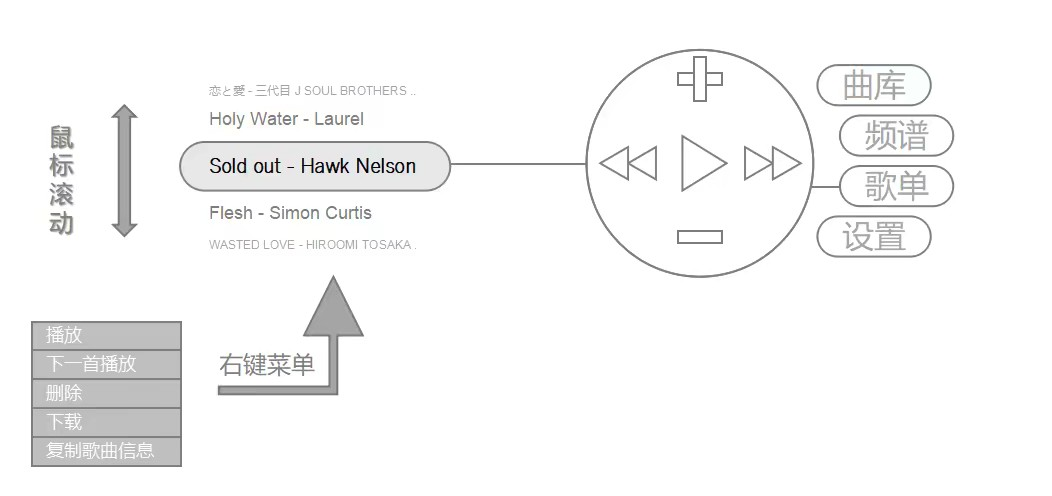 恋と愛 - 三代目 J SOUL BROTHERS ..
Holy Water - Laurel
Sold out - Hawk Nelson
Flesh - Simon Curtis
WASTED LOVE - HIROOMI TOSAKA .
鼠标滚动
曲库
频谱
歌单
设置
右键菜单
播放
下一首播放
删除
下载
复制歌曲信息